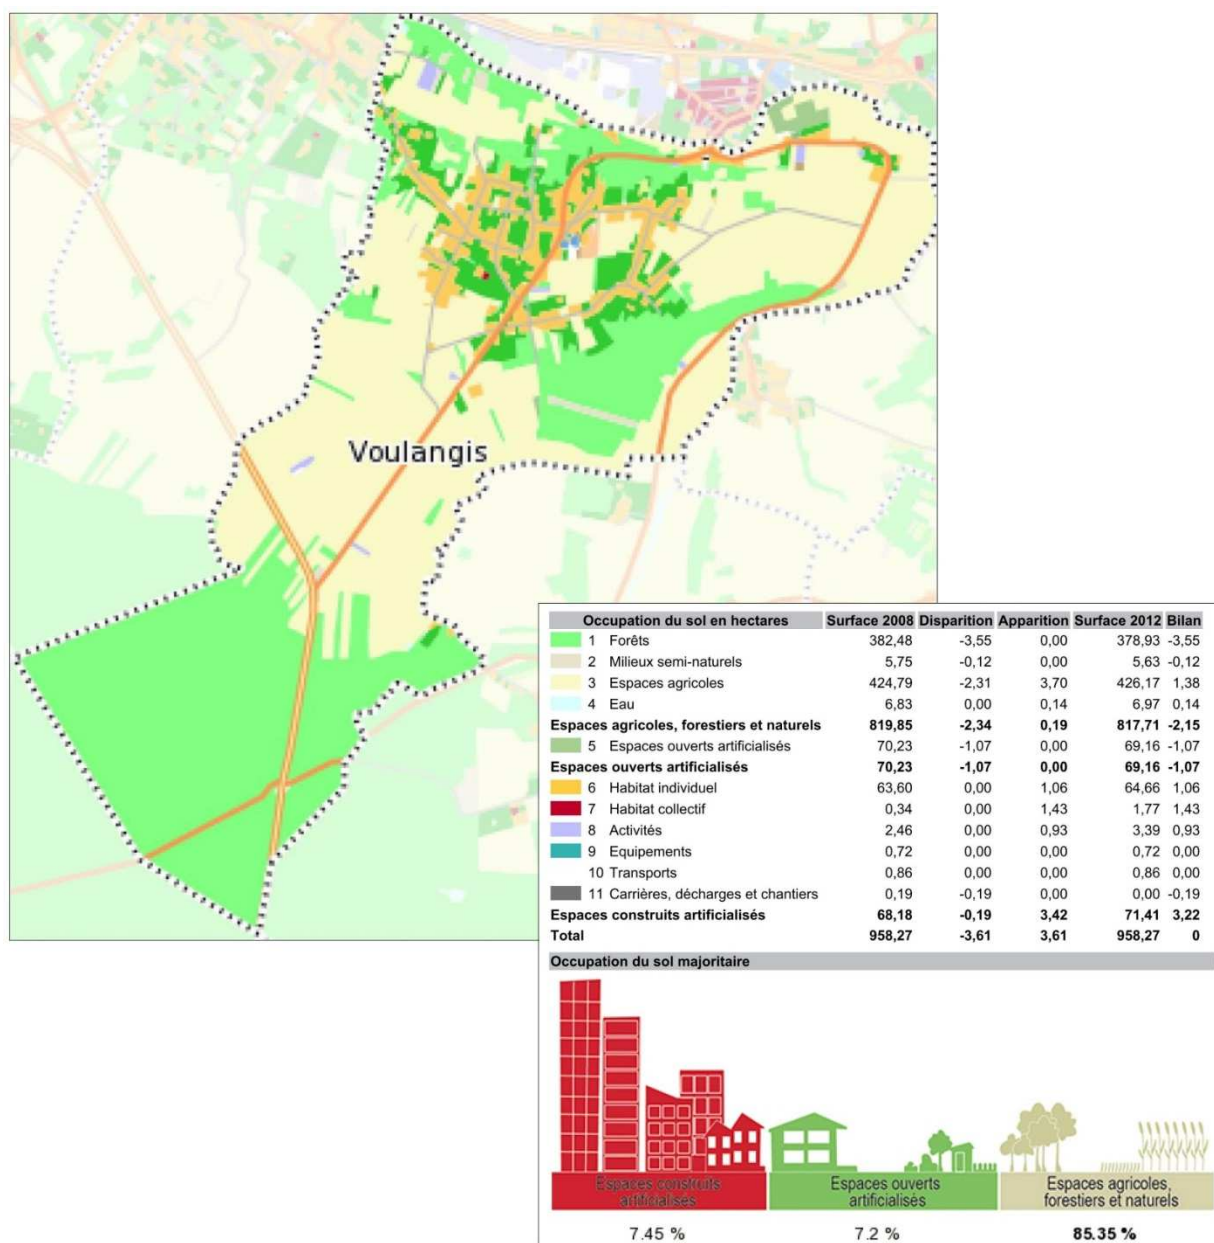 Voulangis
Occupation du sol en hectares Surface 2008 Disparition Apparition Surface 2012 Bilan
1 Forêts 382,48 -3,55 0,00 378,93 -3,55
2 Milieux semi-naturels 5,75 -0,12 0,00 5,63 -0,12
3 Espaces agricoles 424,79 -2,31 3,70 426,17 1,38
4 Eau 6,83 0,00 0,14 6,97 0,14
Espaces agricoles, forestiers et naturels 819,85 -2,34 0,19 817,71 -2,15
5 Espaces ouverts artificialisés 70,23 -1,07 0,00 69,16 -1,07
Espaces ouverts artificialisés 70,23 -1,07 0,00 69,16 -1,07
6 Habitat individuel 63,60 0,00 1,06 64,66 1,06
7 Habitat collectif 0,34 0,00 1,43 1,77 1,43
8 Activités 2,46 0,00 0,93 3,39 0,93
9 Equipements 0,72 0,00 0,00 0,72 0,00
10 Transports 0,86 0,00 0,00 0,86 0,00
11 Carrières, décharges et chantiers 0,19 -0,19 0,00 0,00 -0,19
Espaces construits artificialisés 68,18 -0,19 3,42 71,41 3,22
Total 958,27 -3,61 3,61 958,27 0
Occupation du sol majoritaire
Espaces construits artificialisés
Espaces ouverts artificialisés
Espaces agricoles, forestiers et naturels
7.45 % 7.2 % 85.35 %